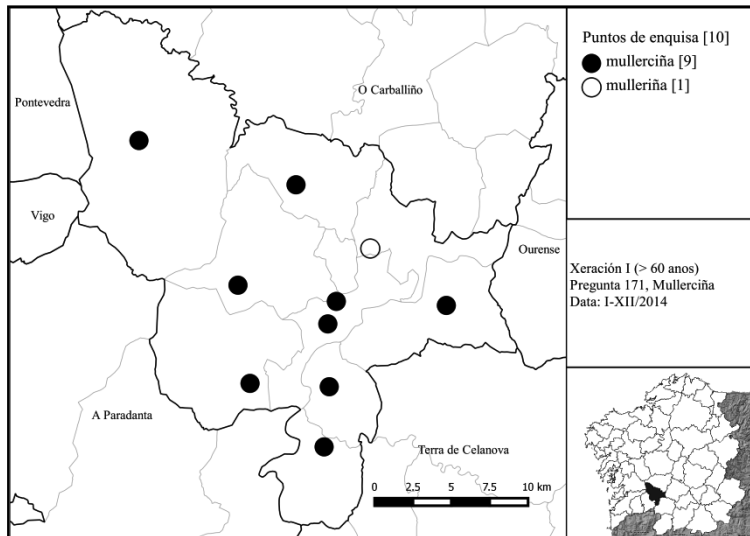 Pontevedra
O Carballiño
Vigo
Ourense
A Paradanta
Terra de Celanova
0 2,5 5 7,5 10 km
Puntos de enquisa [10]
mullerciña [9]
mulleriña [1]
Xeración I (> 60 anos)
Pregunta 171, Mullerciña
Data: I-XII/2014